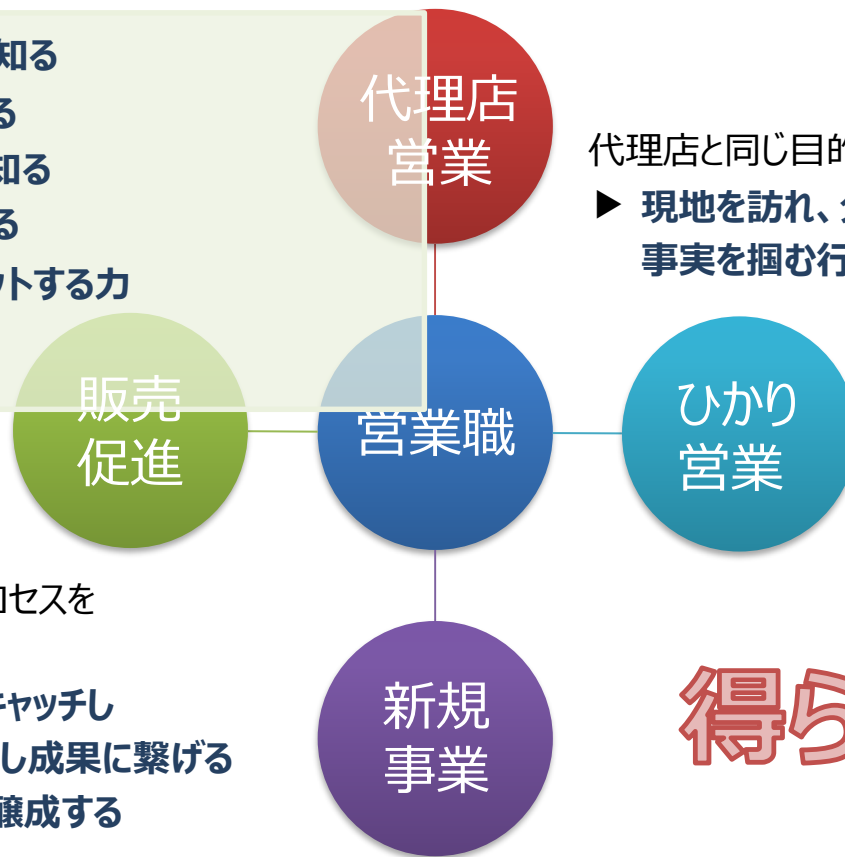 知る
る
知る
る
ットする力
代理店
営業
代理店と同じ目的
▶ 現地を訪れ、
事実を掴む行
販売
促進
営業職
ひかり
営業
ロセスを
キャッチし
し成果に繋げる
醸成する
新規
事業
得ら